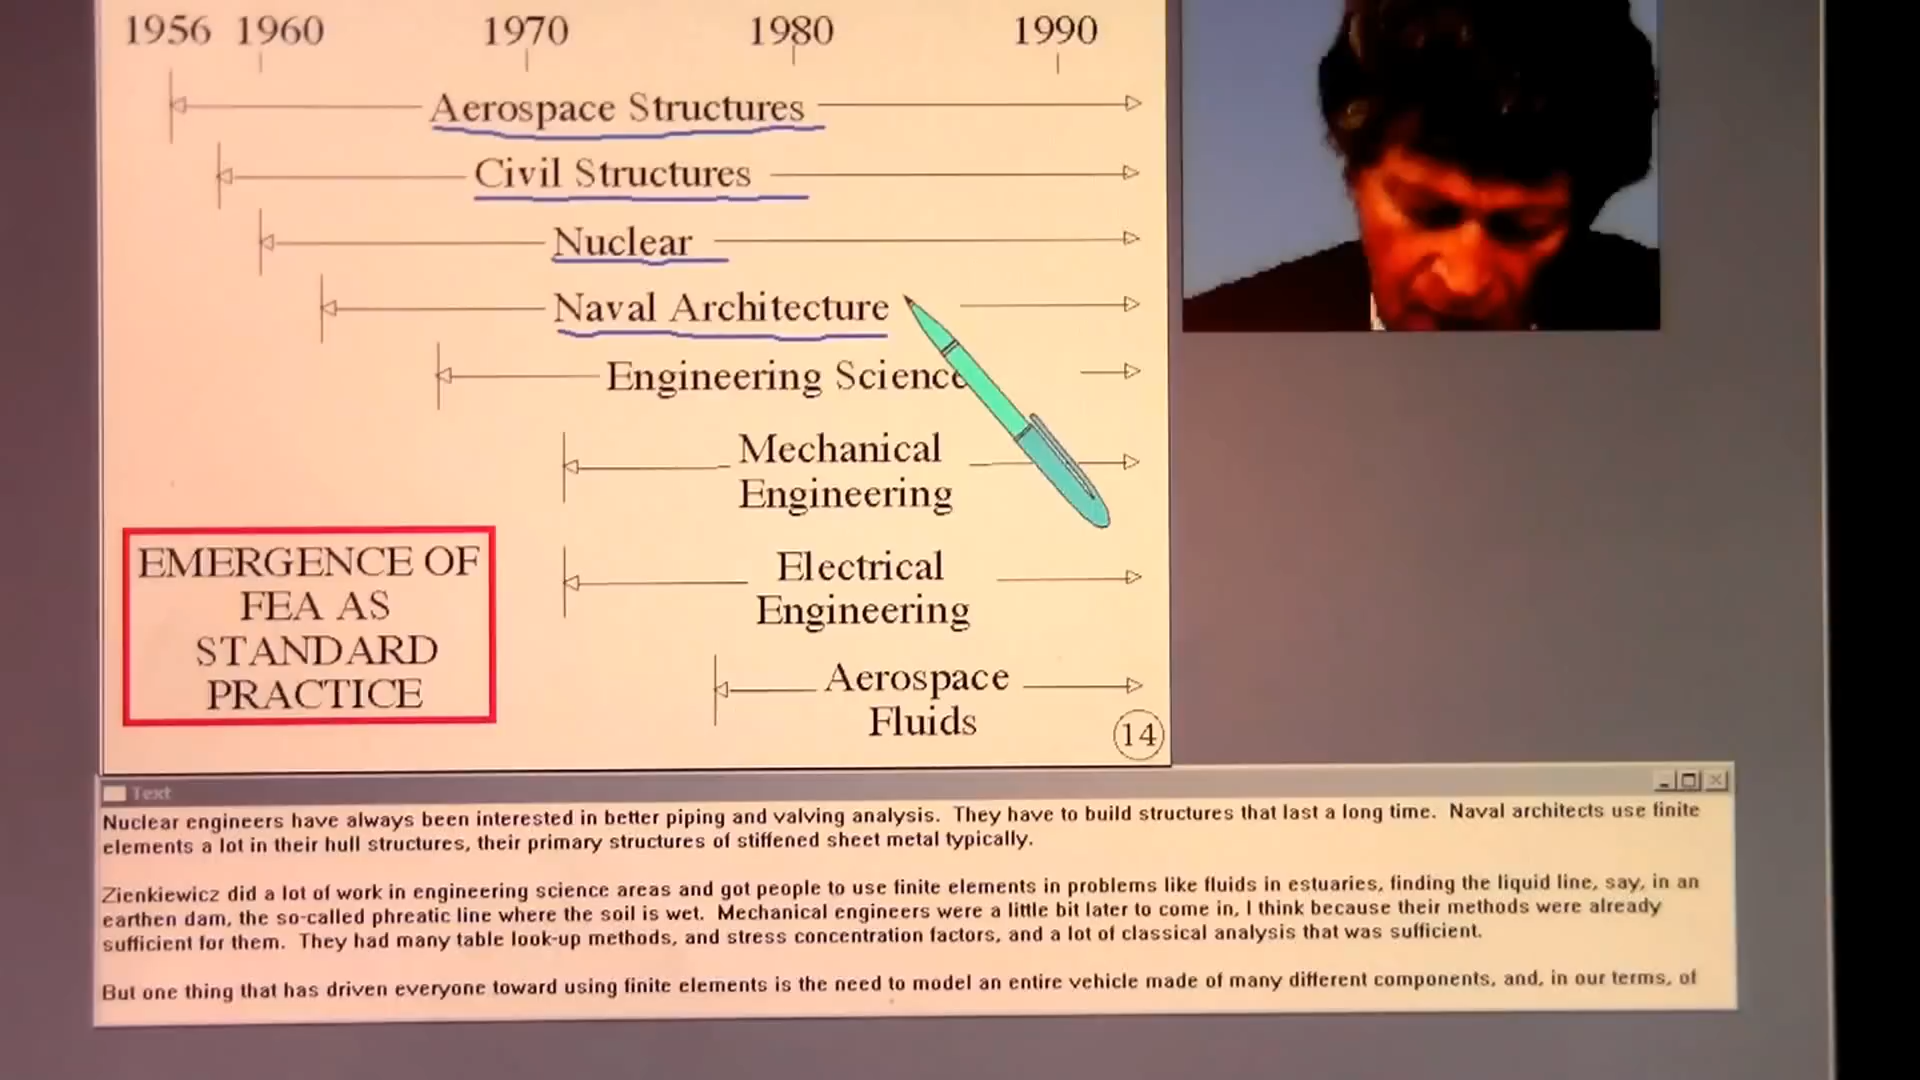 1956 1960 1970 1980 1990
Aerospace Structures
Civil Structures
Nuclear
Naval Architecture
Engineering Science
Mechanical
Engineering
Electrical
Engineering
Aerospace
Fluids
EMERGENCE OF
FEA AS
STANDARD
PRACTICE
14
Text
Nuclear engineers have always been interested in better piping and valving analysis. They have to build structures that last a long time. Naval architects use finite
elements a lot in their hull structures, their primary structures of stiffened sheet metal typically.
Zienkiewicz did a lot of work in engineering science areas and got people to use finite elements in problems like fluids in estuaries, finding the liquid line, say, in an
earthen dam, the so-called phreatic line where the soil is wet. Mechanical engineers were a little bit later to come in, I think because their methods were already
sufficient for them. They had many table look-up methods, and stress concentration factors, and a lot of classical analysis that was sufficient.
But one thing that has driven everyone toward using finite elements is the need to model an entire vehicle made of many different components, and, in our terms, of